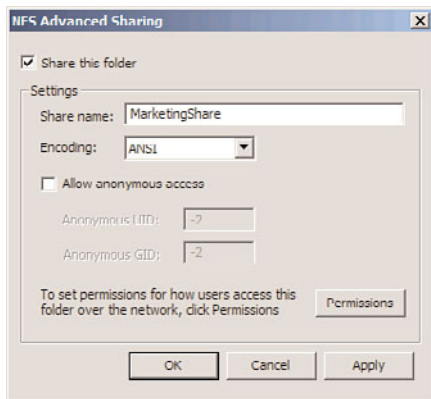 NFS Advanced Sharing
Share this folder
Settings
Share name: MarketingShare
Encoding: ANSI
Allow anonymous access
Anonymous UID: -2
Anonymous GID: -2
To set permissions for how users access this
folder over the network, click Permissions
Permissions
OK Cancel Apply